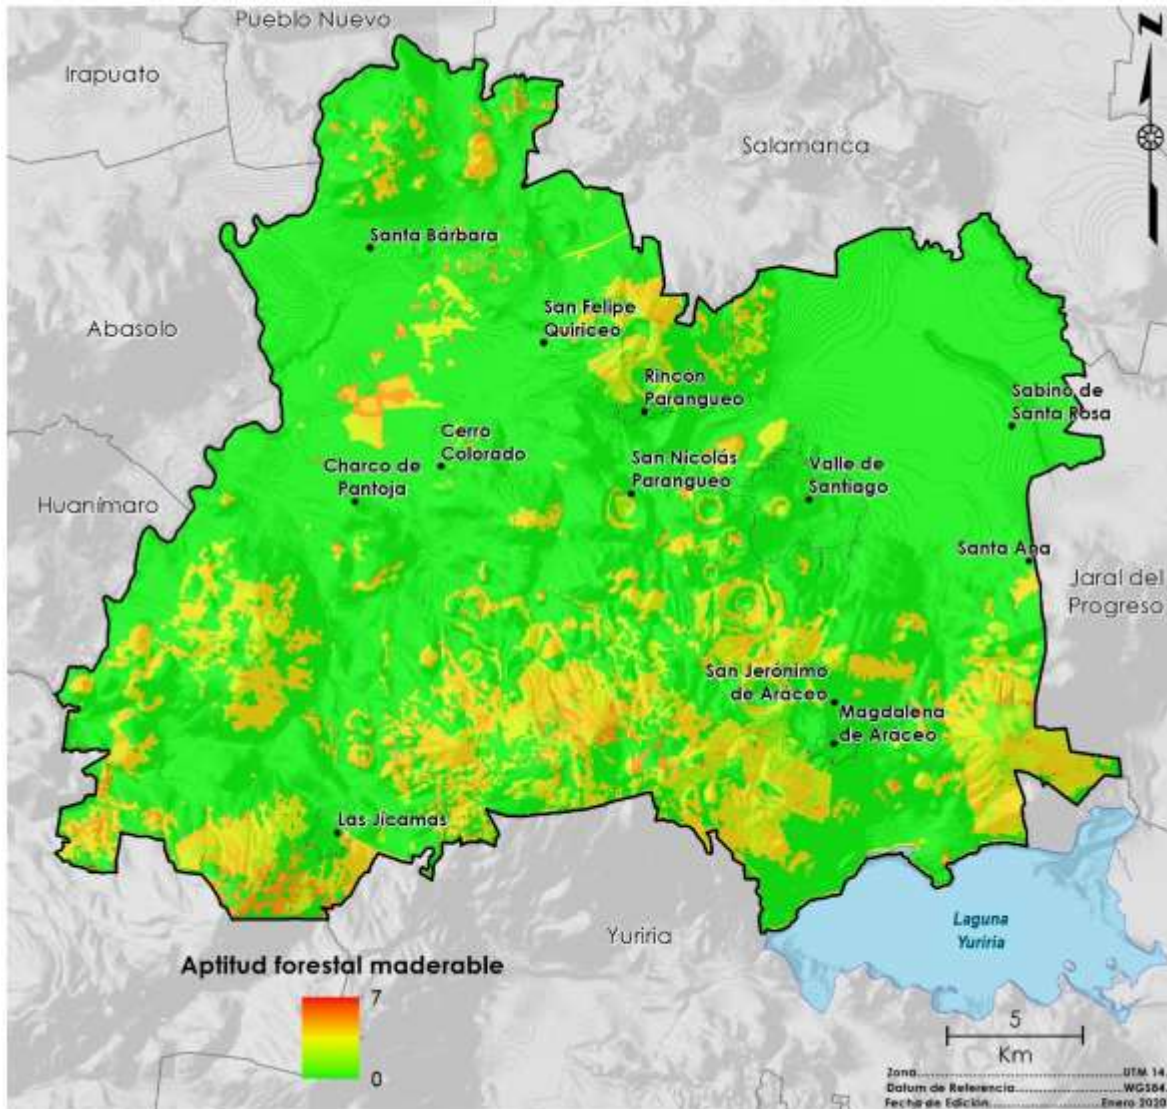 Pueblo Nuevo
Irapuato
Salamanca
Santa Bárbara
San Felipe
Quiriceo
Abasolo
Rincón
Parangueo
Sabino de
Santa Rosa
Cerro
Colorado
Charco de
Pantoja
San Nicolás
Parangueo
Valle de
Santiago
Huanímaro
Santa Ana
Jaral del
Progreso
San Jerónimo
de Aráceo
Magdalena
de Aráceo
Las Jícamas
Yuriria
Laguna
Yuriria
Aptitud forestal maderable
7
0
5
Km
Z
Zona UTM 14
Datum de Referencia WGS84
Fecha de Edición Enero 2020